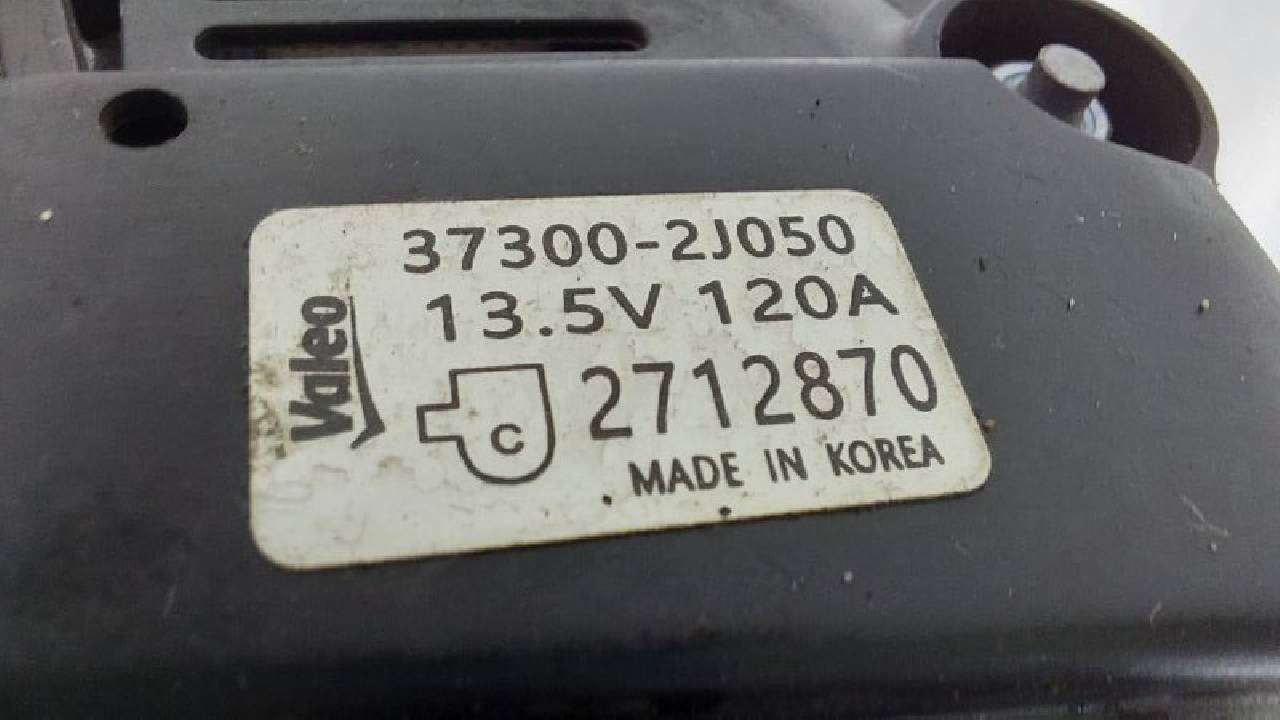 Valeo
37300-2J050
13.5V 120A
C 2712870
MADE IN KOREA